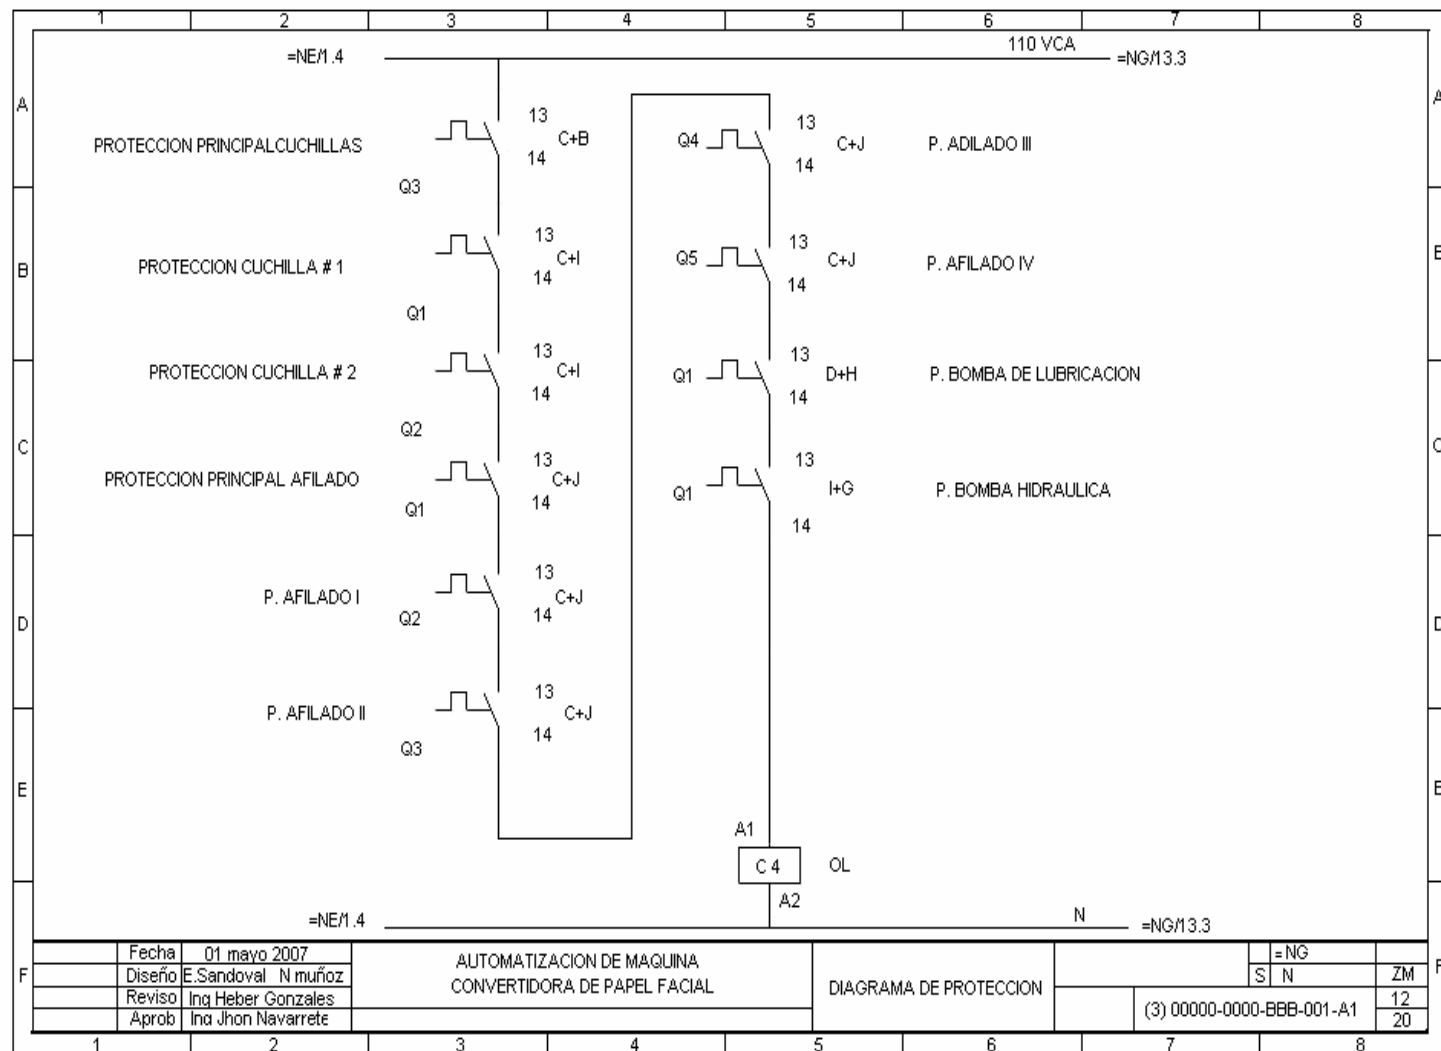 1 2 3 4 5 6 7 8
110 VCA
=NE/1.4
=NG/13.3
A
A
13
C+B
14
PROTECCION PRINCIPALCUCHILLAS
Q3
Q4
13
C+J
14
P. ADILADO III
B
13
C+I
14
PROTECCION CUCHILLA # 1
Q1
Q5
13
C+J
14
P. AFILADO IV
13
C+I
14
PROTECCION CUCHILLA # 2
Q2
Q1
13
D+H
14
P. BOMBA DE LUBRICACION
C
13
C+J
14
PROTECCION PRINCIPAL AFILADO
Q1
Q1
13
I+G
14
P. BOMBA HIDRAULICA
D
13
C+J
14
P. AFILADO I
Q2
13
C+J
14
P. AFILADO II
Q3
E
A1
C 4
OL
A2
=NE/1.4
N
=NG/13.3
F
Fecha 01 mayo 2007
Diseño E.Sandoval N muñoz
Reviso Ing Heber Gonzales
Aprob Ing Jhon Navarrete
AUTOMATIZACION DE MAQUINA
CONVERTIDORA DE PAPEL FACIAL
DIAGRAMA DE PROTECCION
= NG
S N ZM
(3) 00000-0000-BBB-001-A1
12
20
1 2 3 4 5 6 7 8